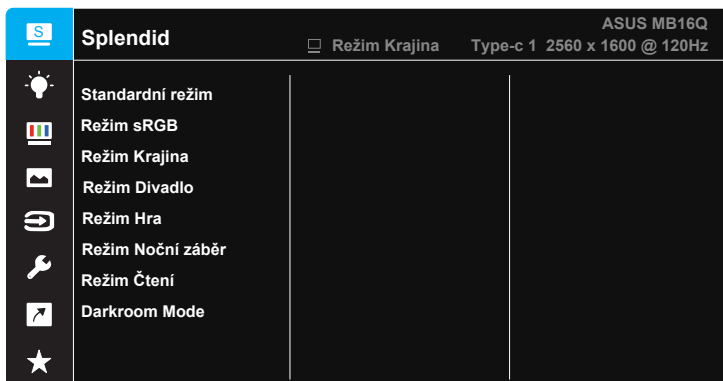 S
Splendid
ASUS MB16Q
Režim Krajina Type-c 1 2560 x 1600 @ 120Hz
Standardní režim
Režim sRGB
Režim Krajina
Režim Divadlo
Režim Hra
Režim Noční záběr
Režim Čtení
Darkroom Mode